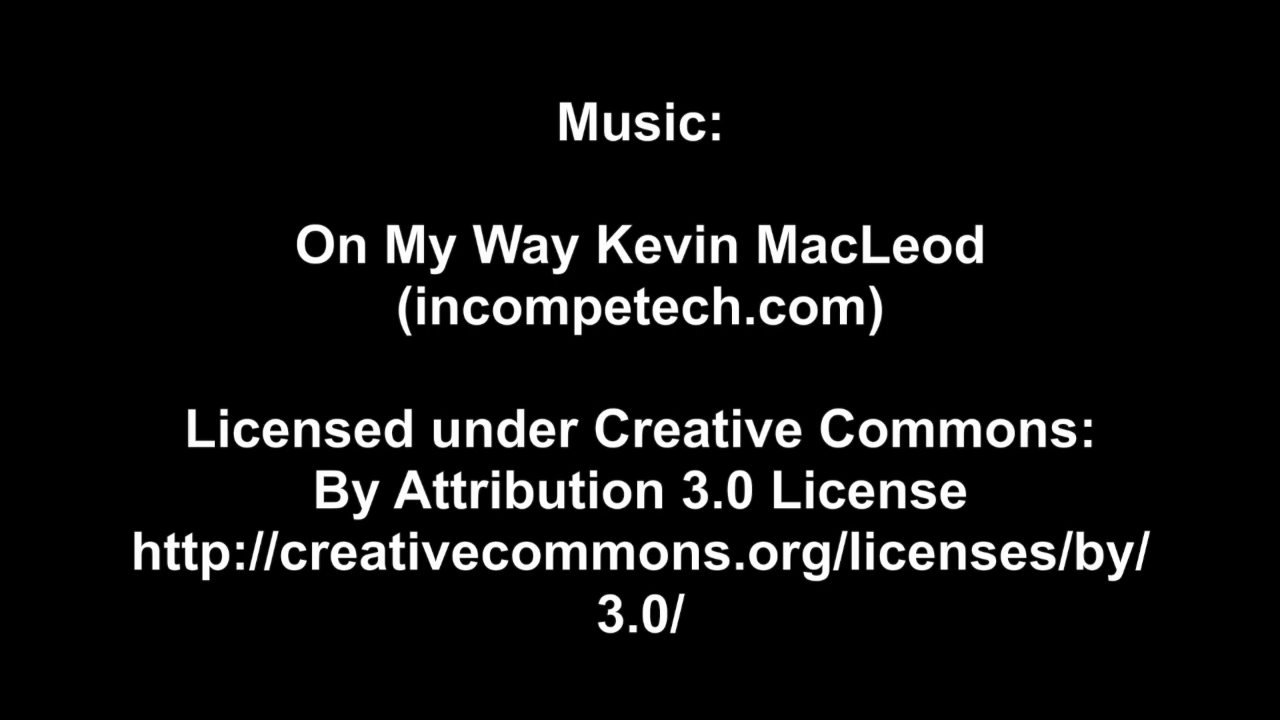 Music:
On My Way Kevin MacLeod
(incompetech.com)
Licensed under Creative Commons:
By Attribution 3.0 License
http://creativecommons.org/licenses/by/
3.0/